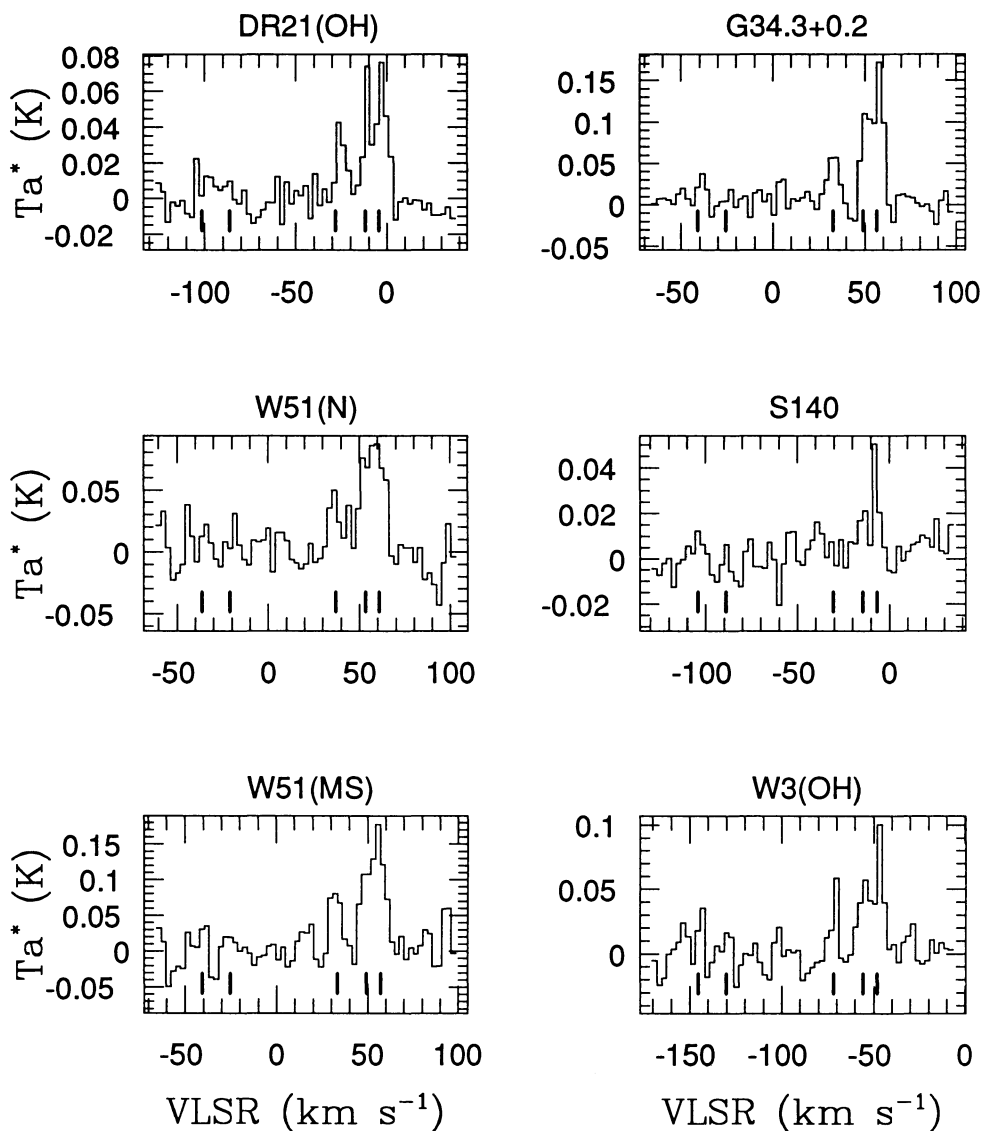 DR21(OH)
Ta* (K)
0.08
0.06
0.04
0.02
0
-0.02
-100 -50 0
G34.3+0.2
0.15
0.1
0.05
0
-0.05
-50 0 50 100
W51(N)
Ta* (K)
0.05
0
-0.05
-50 0 50 100
S140
0.04
0.02
0
-0.02
-100 -50 0
W51(MS)
Ta* (K)
0.15
0.1
0.05
0
-0.05
-50 0 50 100
VLSR (km s⁻¹)
W3(OH)
0.1
0.05
0
-150 -100 -50 0
VLSR (km s⁻¹)